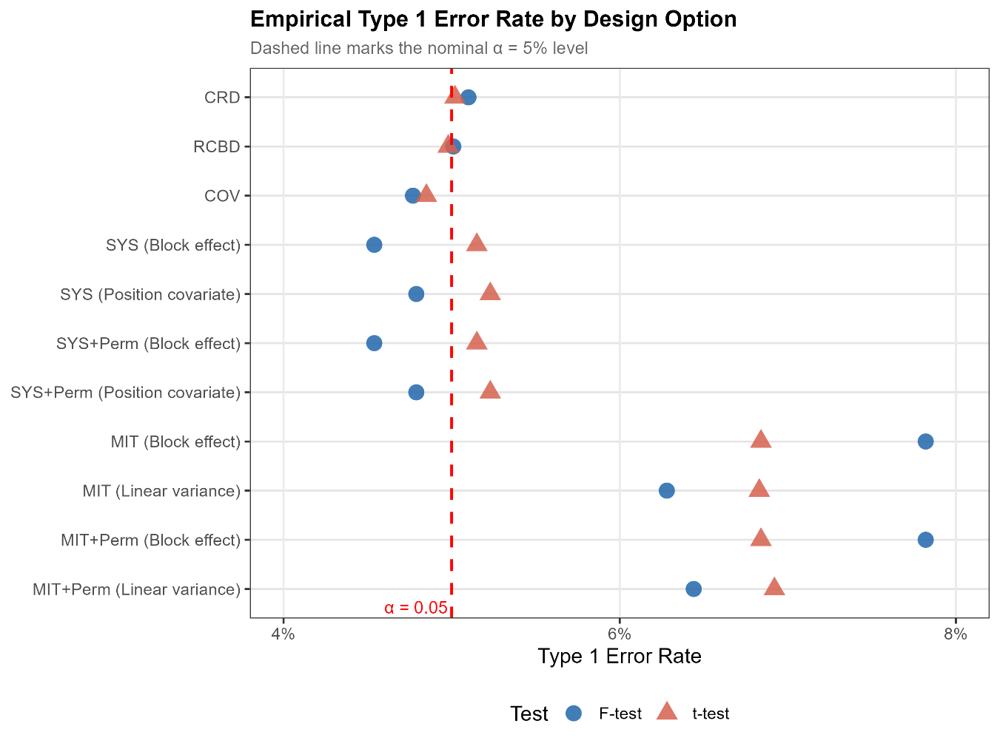 Empirical Type 1 Error Rate by Design Option
Dashed line marks the nominal α = 5% level
CRD
RCBD
COV
SYS (Block effect)
SYS (Position covariate)
SYS+Perm (Block effect)
SYS+Perm (Position covariate)
MIT (Block effect)
MIT (Linear variance)
MIT+Perm (Block effect)
MIT+Perm (Linear variance)
α = 0.05
4% 6% 8%
Type 1 Error Rate
Test F-test t-test